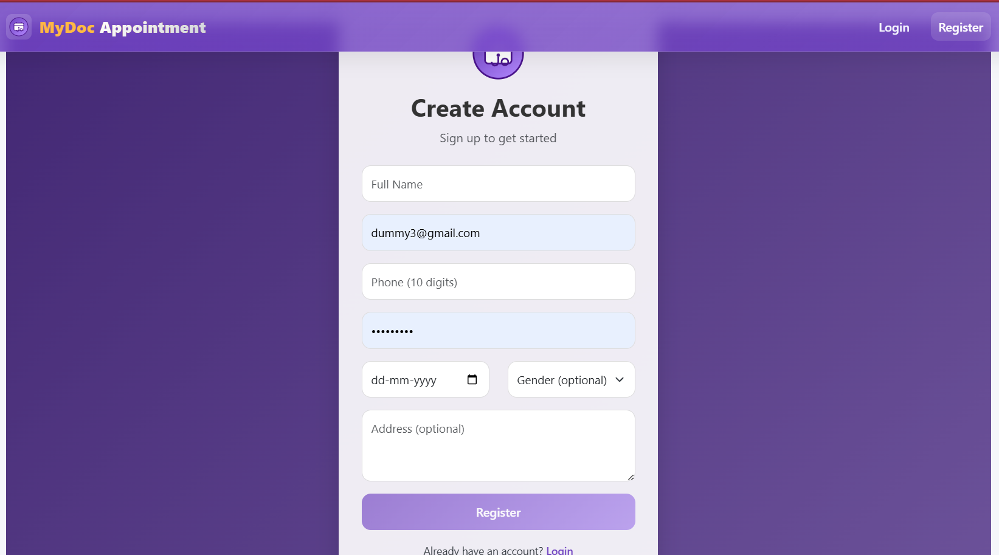 MyDoc Appointment
Login
Register
Create Account
Sign up to get started
Full Name
dummy3@gmail.com
Phone (10 digits)
•••••••••
dd-mm-yyyy
Gender (optional)
Address (optional)
Register
Already have an account? Login